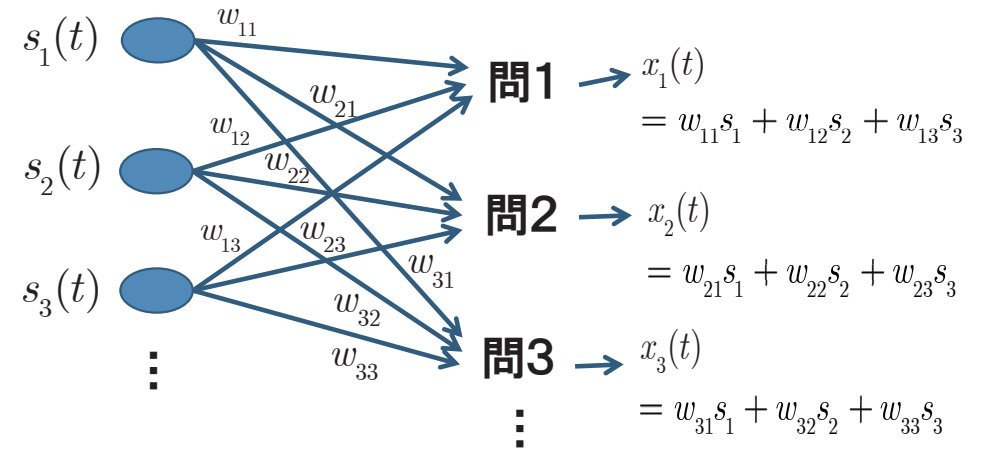 s₁(t)
w₁₁
問1
x₁(t)
= w₁₁s₁ + w₁₂s₂ + w₁₃s₃
w₂₁
w₁₂
s₂(t)
w₂₂
問2
x₂(t)
= w₂₁s₁ + w₂₂s₂ + w₂₃s₃
w₁₃
w₂₃
s₃(t)
w₃₁
w₃₂
w₃₃
問3
x₃(t)
= w₃₁s₁ + w₃₂s₂ + w₃₃s₃
⋮
⋮